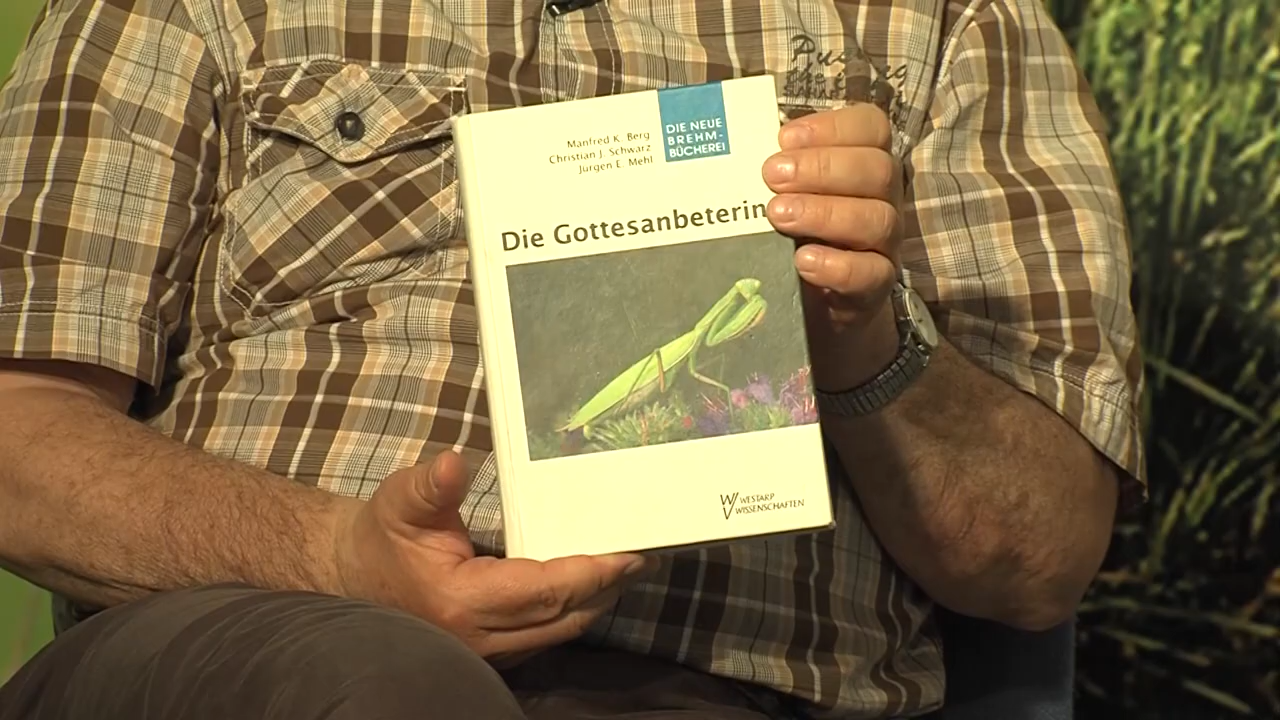 Manfred K. Berg
Christian J. Schwarz
Jürgen E. Mehl
DIE NEUE
BREHM-
BÜCHEREI
Die Gottesanbeterin
WESTARP
WISSENSCHAFTEN